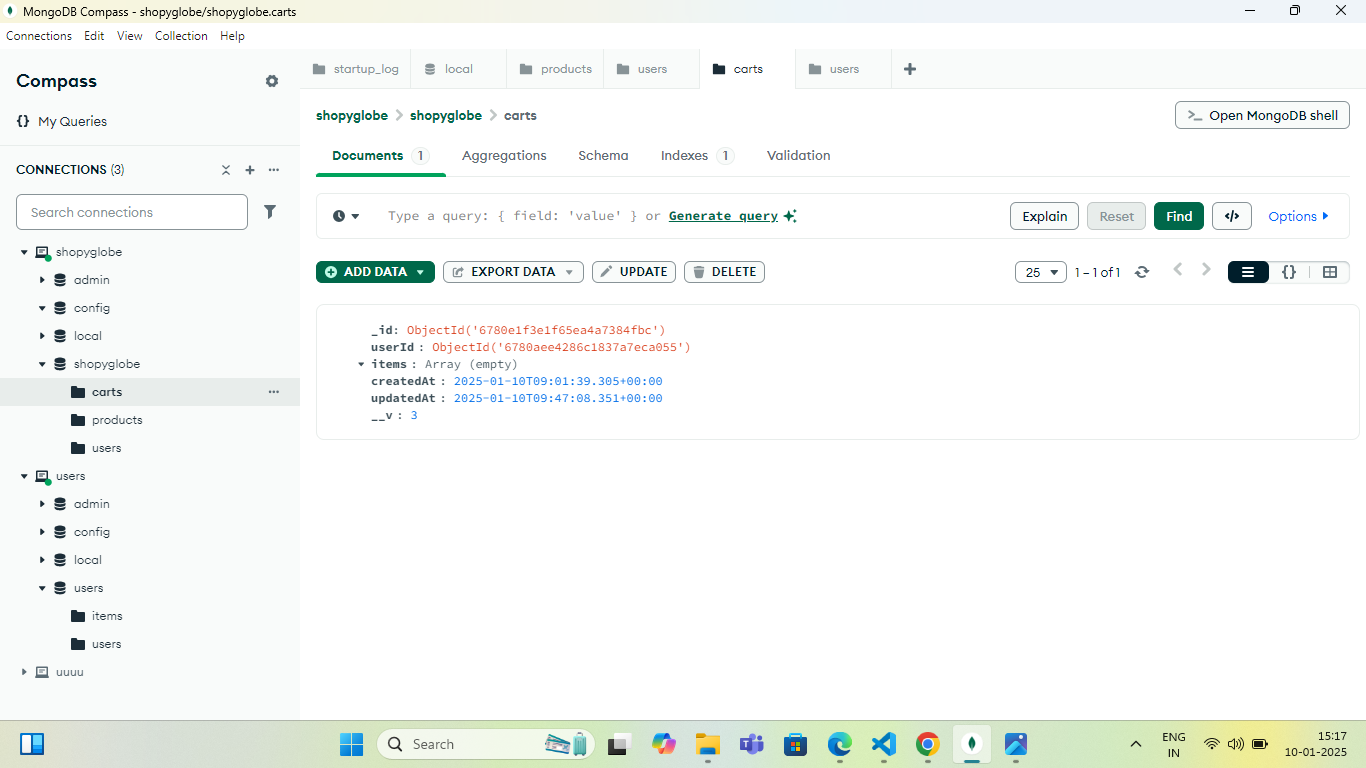 MongoDB Compass - shopyglobe/shopyglobe.carts
Connections Edit View Collection Help
Compass
My Queries
CONNECTIONS (3)
Search connections
shopyglobe
admin
config
local
shopyglobe
carts
products
users
users
admin
config
local
users
items
users
uuuu
startup_log local products users carts users
shopyglobe shopyglobe carts
Open MongoDB shell
Documents 1 Aggregations Schema Indexes 1 Validation
Type a query: { field: 'value' } or Generate query
Explain Reset Find </> Options
ADD DATA EXPORT DATA UPDATE DELETE
25 1 – 1 of 1 {}
_id: ObjectId('6780e1f3e1f65ea4a7384fbc')
userId : ObjectId('6780aee4286c1837a7eca055')
items : Array (empty)
createdAt : 2025-01-10T09:01:39.305+00:00
updatedAt : 2025-01-10T09:47:08.351+00:00
__v : 3
Search
ENG
IN
15:17
10-01-2025